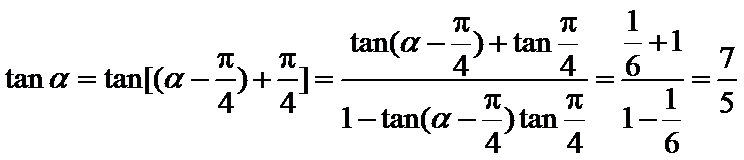 tan α = tan[(α − π/4) + π/4] = (tan(α − π/4) + tan π/4)/(1 − tan(α − π/4) tan π/4) = (1/6 + 1)/(1 − 1/6) = 7/5